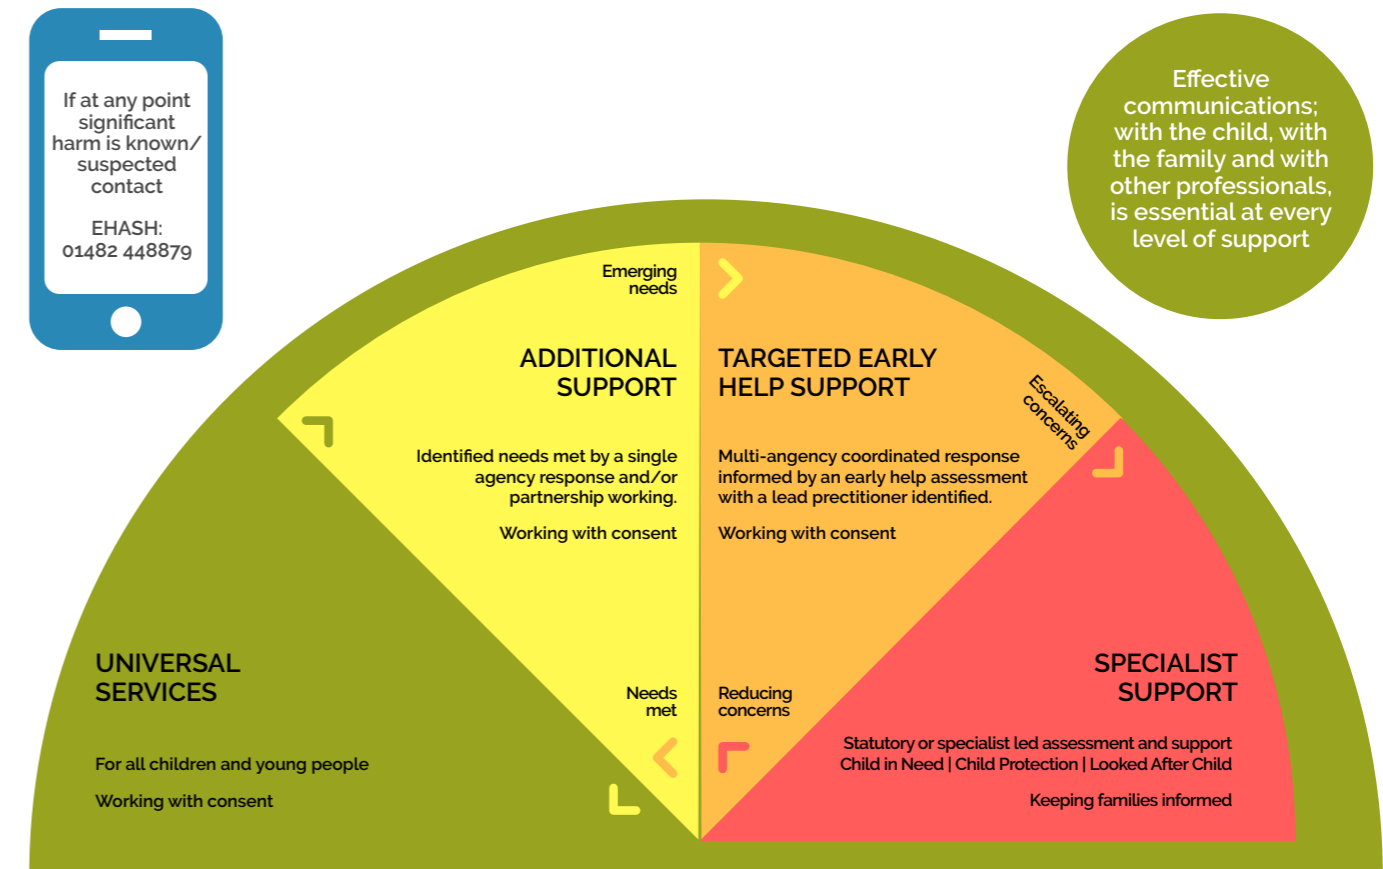 If at any point
significant
harm is known/
suspected
contact
EHASH:
01482 448879
Effective
communications;
with the child, with
the family and with
other professionals,
is essential at every
level of support
Emerging
needs
ADDITIONAL
SUPPORT
Identified needs met by a single
agency response and/or
partnership working.
Working with consent
Needs
met
TARGETED EARLY
HELP SUPPORT
Escalating
concerns
Multi-angency coordinated response
informed by an early help assessment
with a lead prectitioner identified.
Working with consent
Reducing
concerns
UNIVERSAL
SERVICES
For all children and young people
Working with consent
SPECIALIST
SUPPORT
Statutory or specialist led assessment and support
Child in Need | Child Protection | Looked After Child
Keeping families informed